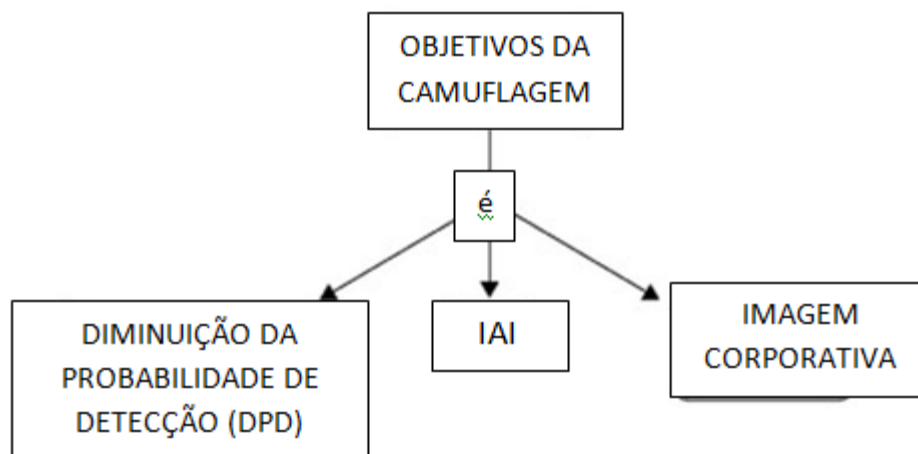 OBJETIVOS DA
CAMUFLAGEM
é
DIMINUIÇÃO DA
PROBABILIDADE DE
DETECÇÃO (DPD)
IAI
IMAGEM
CORPORATIVA